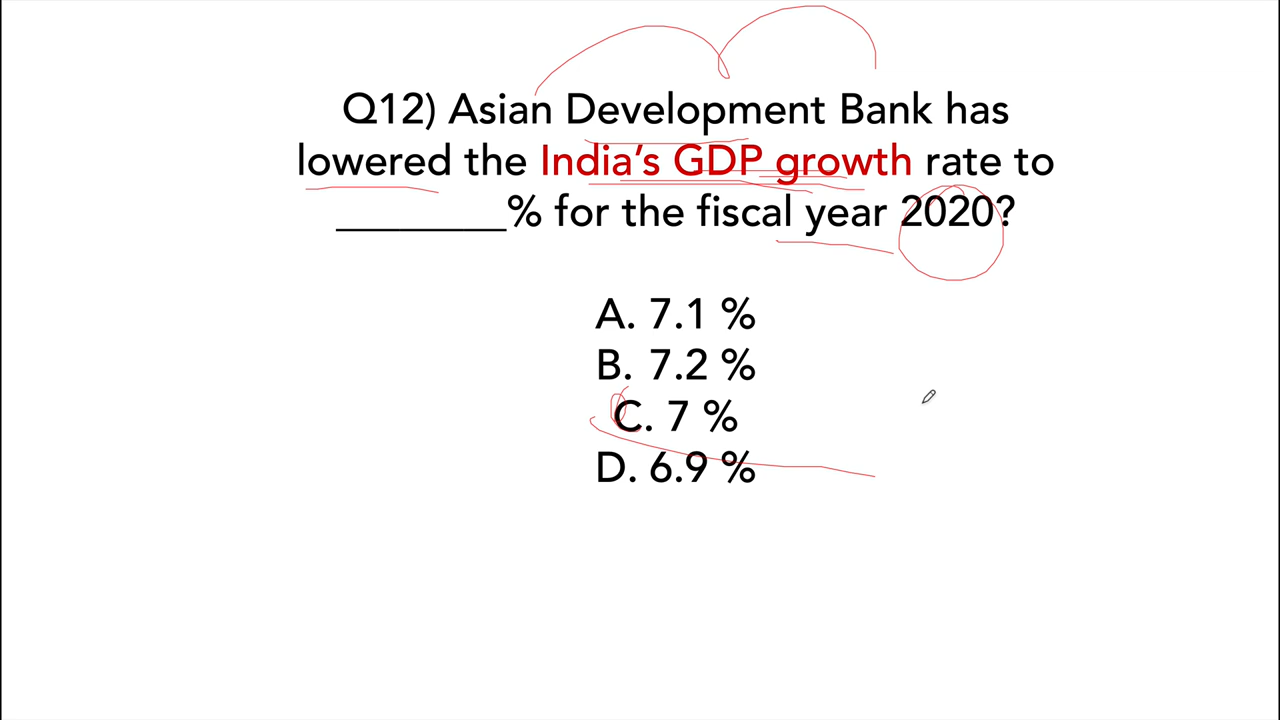 Q12) Asian Development Bank has
lowered the India's GDP growth rate to
________% for the fiscal year 2020?
A. 7.1 %
B. 7.2 %
C. 7 %
D. 6.9 %